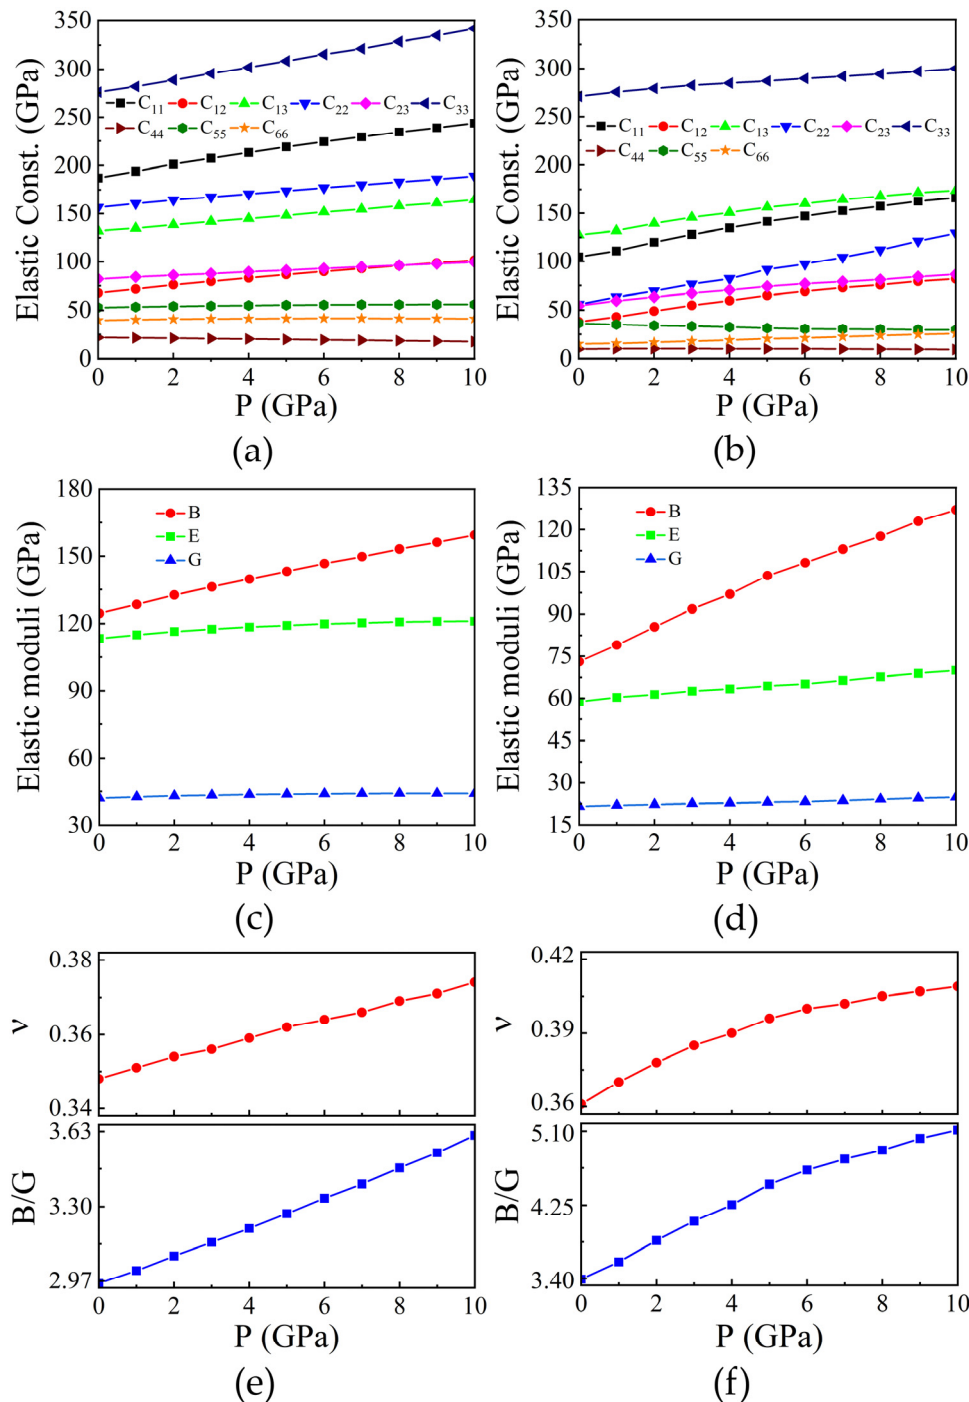 350
300
250
200
150
100
50
0
Elastic Const. (GPa)
C11 C12 C13 C22 C23 C33
C44 C55 C66
0 2 4 6 8 10
P (GPa)
(a)
350
300
250
200
150
100
50
0
Elastic Const. (GPa)
C11 C12 C13 C22 C23 C33
C44 C55 C66
0 2 4 6 8 10
P (GPa)
(b)
180
150
120
90
60
30
Elastic moduli (GPa)
B
E
G
0 2 4 6 8 10
P (GPa)
(c)
135
120
105
90
75
60
45
30
15
Elastic moduli (GPa)
B
E
G
0 2 4 6 8 10
P (GPa)
(d)
0.38
0.36
0.34
ν
3.63
3.30
2.97
B/G
0 2 4 6 8 10
P (GPa)
(e)
0.42
0.39
0.36
ν
5.10
4.25
3.40
B/G
0 2 4 6 8 10
P (GPa)
(f)